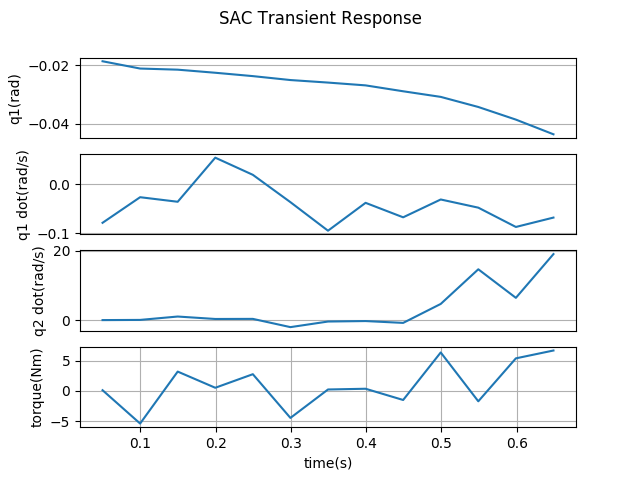 SAC Transient Response
q1(rad)
−0.02
−0.04
q1 dot(rad/s)
0.0
−0.1
q2 dot(rad/s)
20
0
torque(Nm)
5
0
−5
0.1 0.2 0.3 0.4 0.5 0.6
time(s)